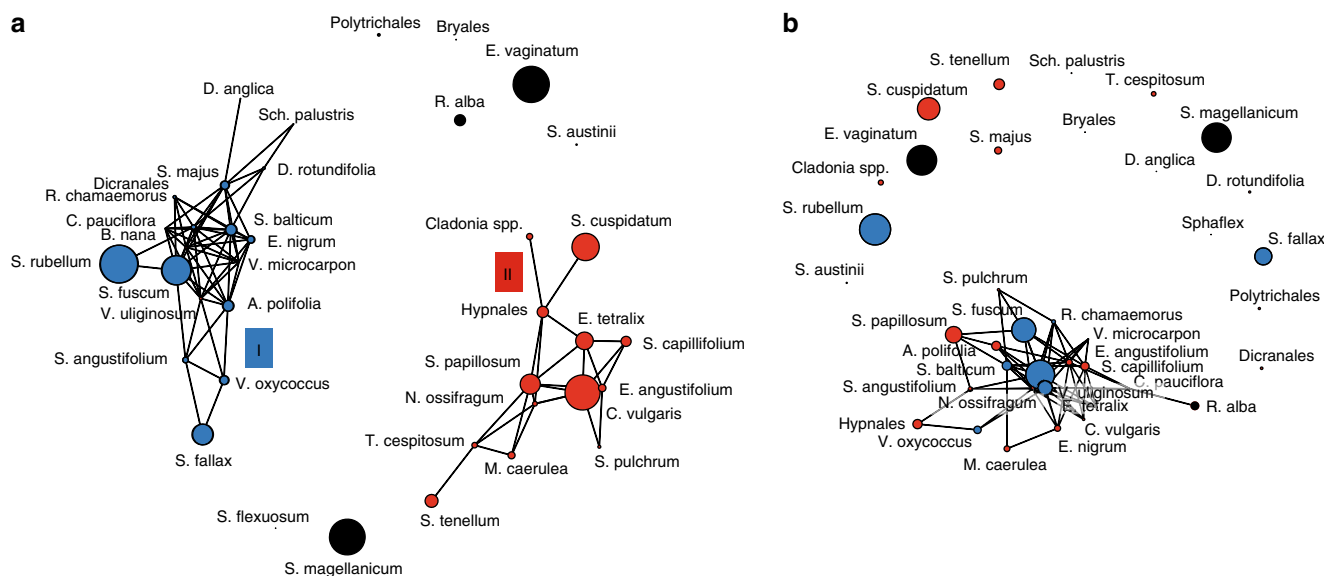 a
Polytrichales
Bryales
E. vaginatum
D. anglica
R. alba
Sch. palustris
S. austinii
S. majus
D. rotundifolia
Dicranales
R. chamaemorus
C. pauciflora
S. balticum
B. nana
E. nigrum
S. rubellum
V. microcarpon
S. fuscum
V. uliginosum
A. polifolia
I
S. angustifolium
V. oxycoccus
S. fallax
Cladonia spp.
S. cuspidatum
II
Hypnales
E. tetralix
S. capillifolium
S. papillosum
N. ossifragum
E. angustifolium
C. vulgaris
T. cespitosum
M. caerulea
S. pulchrum
S. tenellum
S. flexuosum
S. magellanicum
b
S. tenellum
Sch. palustris
T. cespitosum
S. cuspidatum
S. magellanicum
E. vaginatum
Bryales
S. majus
Cladonia spp.
D. anglica
D. rotundifolia
S. rubellum
Sphaflex
S. fallax
S. austinii
S. pulchrum
Polytrichales
S. fuscum
R. chamaemorus
S. papillosum
V. microcarpon
A. polifolia
E. angustifolium
S. balticum
S. capillifolium
Dicranales
S. angustifolium
C. pauciflora
V. uliginosum
N. ossifragum
E. tetralix
R. alba
Hypnales
C. vulgaris
V. oxycoccus
E. nigrum
M. caerulea